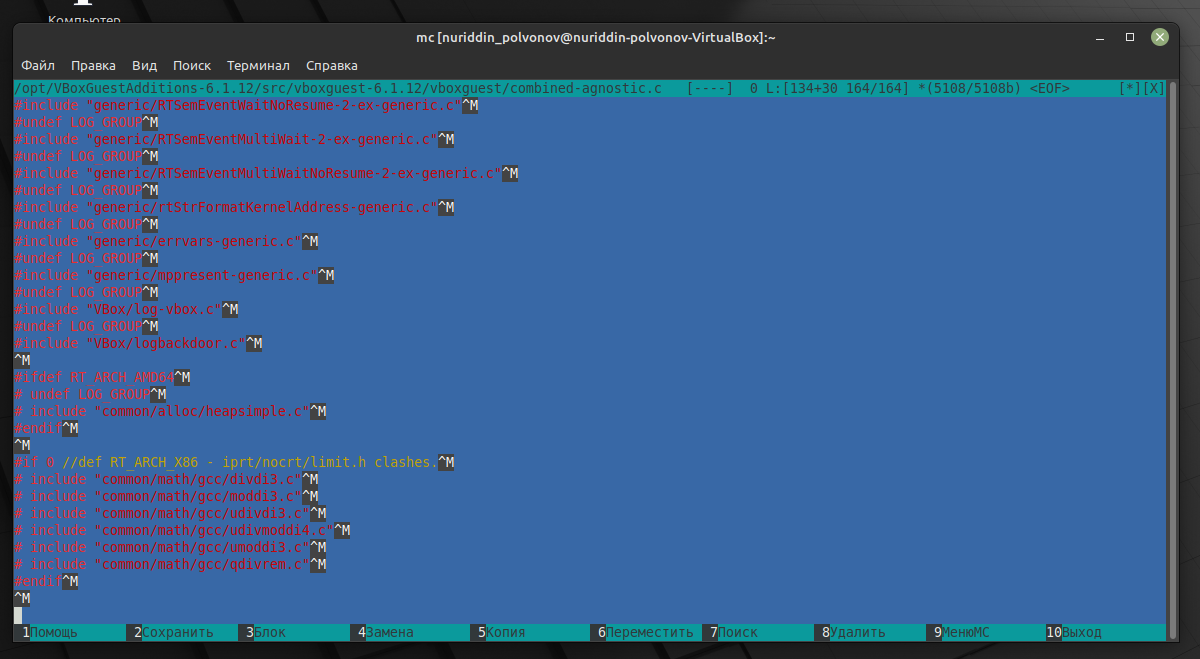 Компьютер
mc [nuriddin_polvonov@nuriddin-polvonov-VirtualBox]:~
Файл Правка Вид Поиск Терминал Справка
/opt/VBoxGuestAdditions-6.1.12/src/vboxguest-6.1.12/vboxguest/combined-agnostic.c [----] 0 L:[134+30 164/164] *(5108/5108b) <EOF> [*][X]
#include "generic/RTSemEventWaitNoResume-2-ex-generic.c"^M
#undef LOG_GROUP^M
#include "generic/RTSemEventMultiWait-2-ex-generic.c"^M
#undef LOG_GROUP^M
#include "generic/RTSemEventMultiWaitNoResume-2-ex-generic.c"^M
#undef LOG_GROUP^M
#include "generic/rtStrFormatKernelAddress-generic.c"^M
#undef LOG_GROUP^M
#include "generic/errvars-generic.c"^M
#undef LOG_GROUP^M
#include "generic/mppresent-generic.c"^M
#undef LOG_GROUP^M
#include "VBox/log-vbox.c"^M
#undef LOG_GROUP^M
#include "VBox/logbackdoor.c"^M
^M
#ifdef RT_ARCH_AMD64^M
# undef LOG_GROUP^M
# include "common/alloc/heapsimple.c"^M
#endif^M
^M
#if 0 //def RT_ARCH_X86 - iprt/nocrt/limit.h clashes.^M
# include "common/math/gcc/divdi3.c"^M
# include "common/math/gcc/moddi3.c"^M
# include "common/math/gcc/udivdi3.c"^M
# include "common/math/gcc/udivmoddi4.c"^M
# include "common/math/gcc/umoddi3.c"^M
# include "common/math/gcc/qdivrem.c"^M
#endif^M
^M
1Помощь 2Сохранить 3Блок 4Замена 5Копия 6Переместить 7Поиск 8Удалить 9МенюMC 10Выход